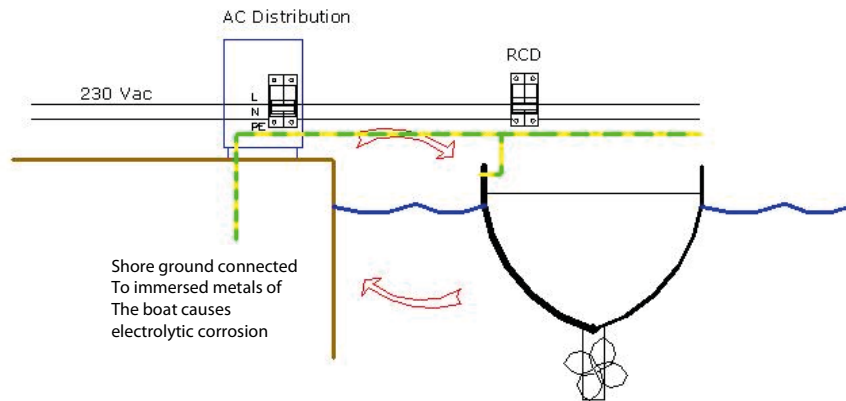 AC Distribution
RCD
230 Vac
L
N
PE
Shore ground connected
To immersed metals of
The boat causes
electrolytic corrosion